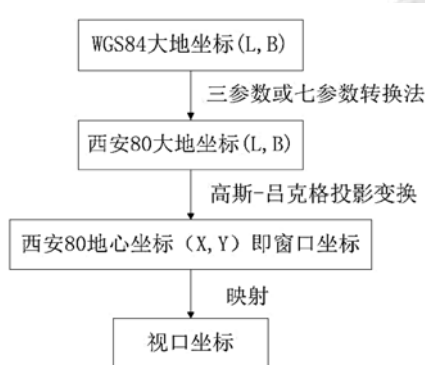 WGS84大地坐标(L,B)
三参数或七参数转换法
西安80大地坐标(L,B)
高斯-吕克格投影变换
西安80地心坐标（X,Y）即窗口坐标
映射
视口坐标